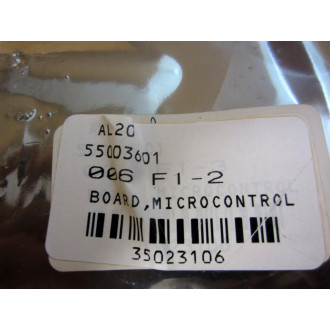 AL20
55003601
006 F1-2
BOARD,MICROCONTROL
35023106